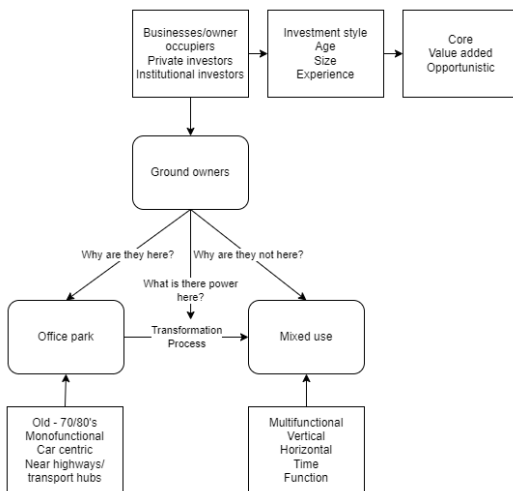 Businesses/owner
occupiers
Private investors
Institutional investors
Investment style
Age
Size
Experience
Core
Value added
Opportunistic
Ground owners
Why are they here?
Why are they not here?
What is there power
here?
Office park
Transformation
Process
Mixed use
Old - 70/80's
Monofunctional
Car centric
Near highways/
transport hubs
Multifunctional
Vertical
Horizontal
Time
Function